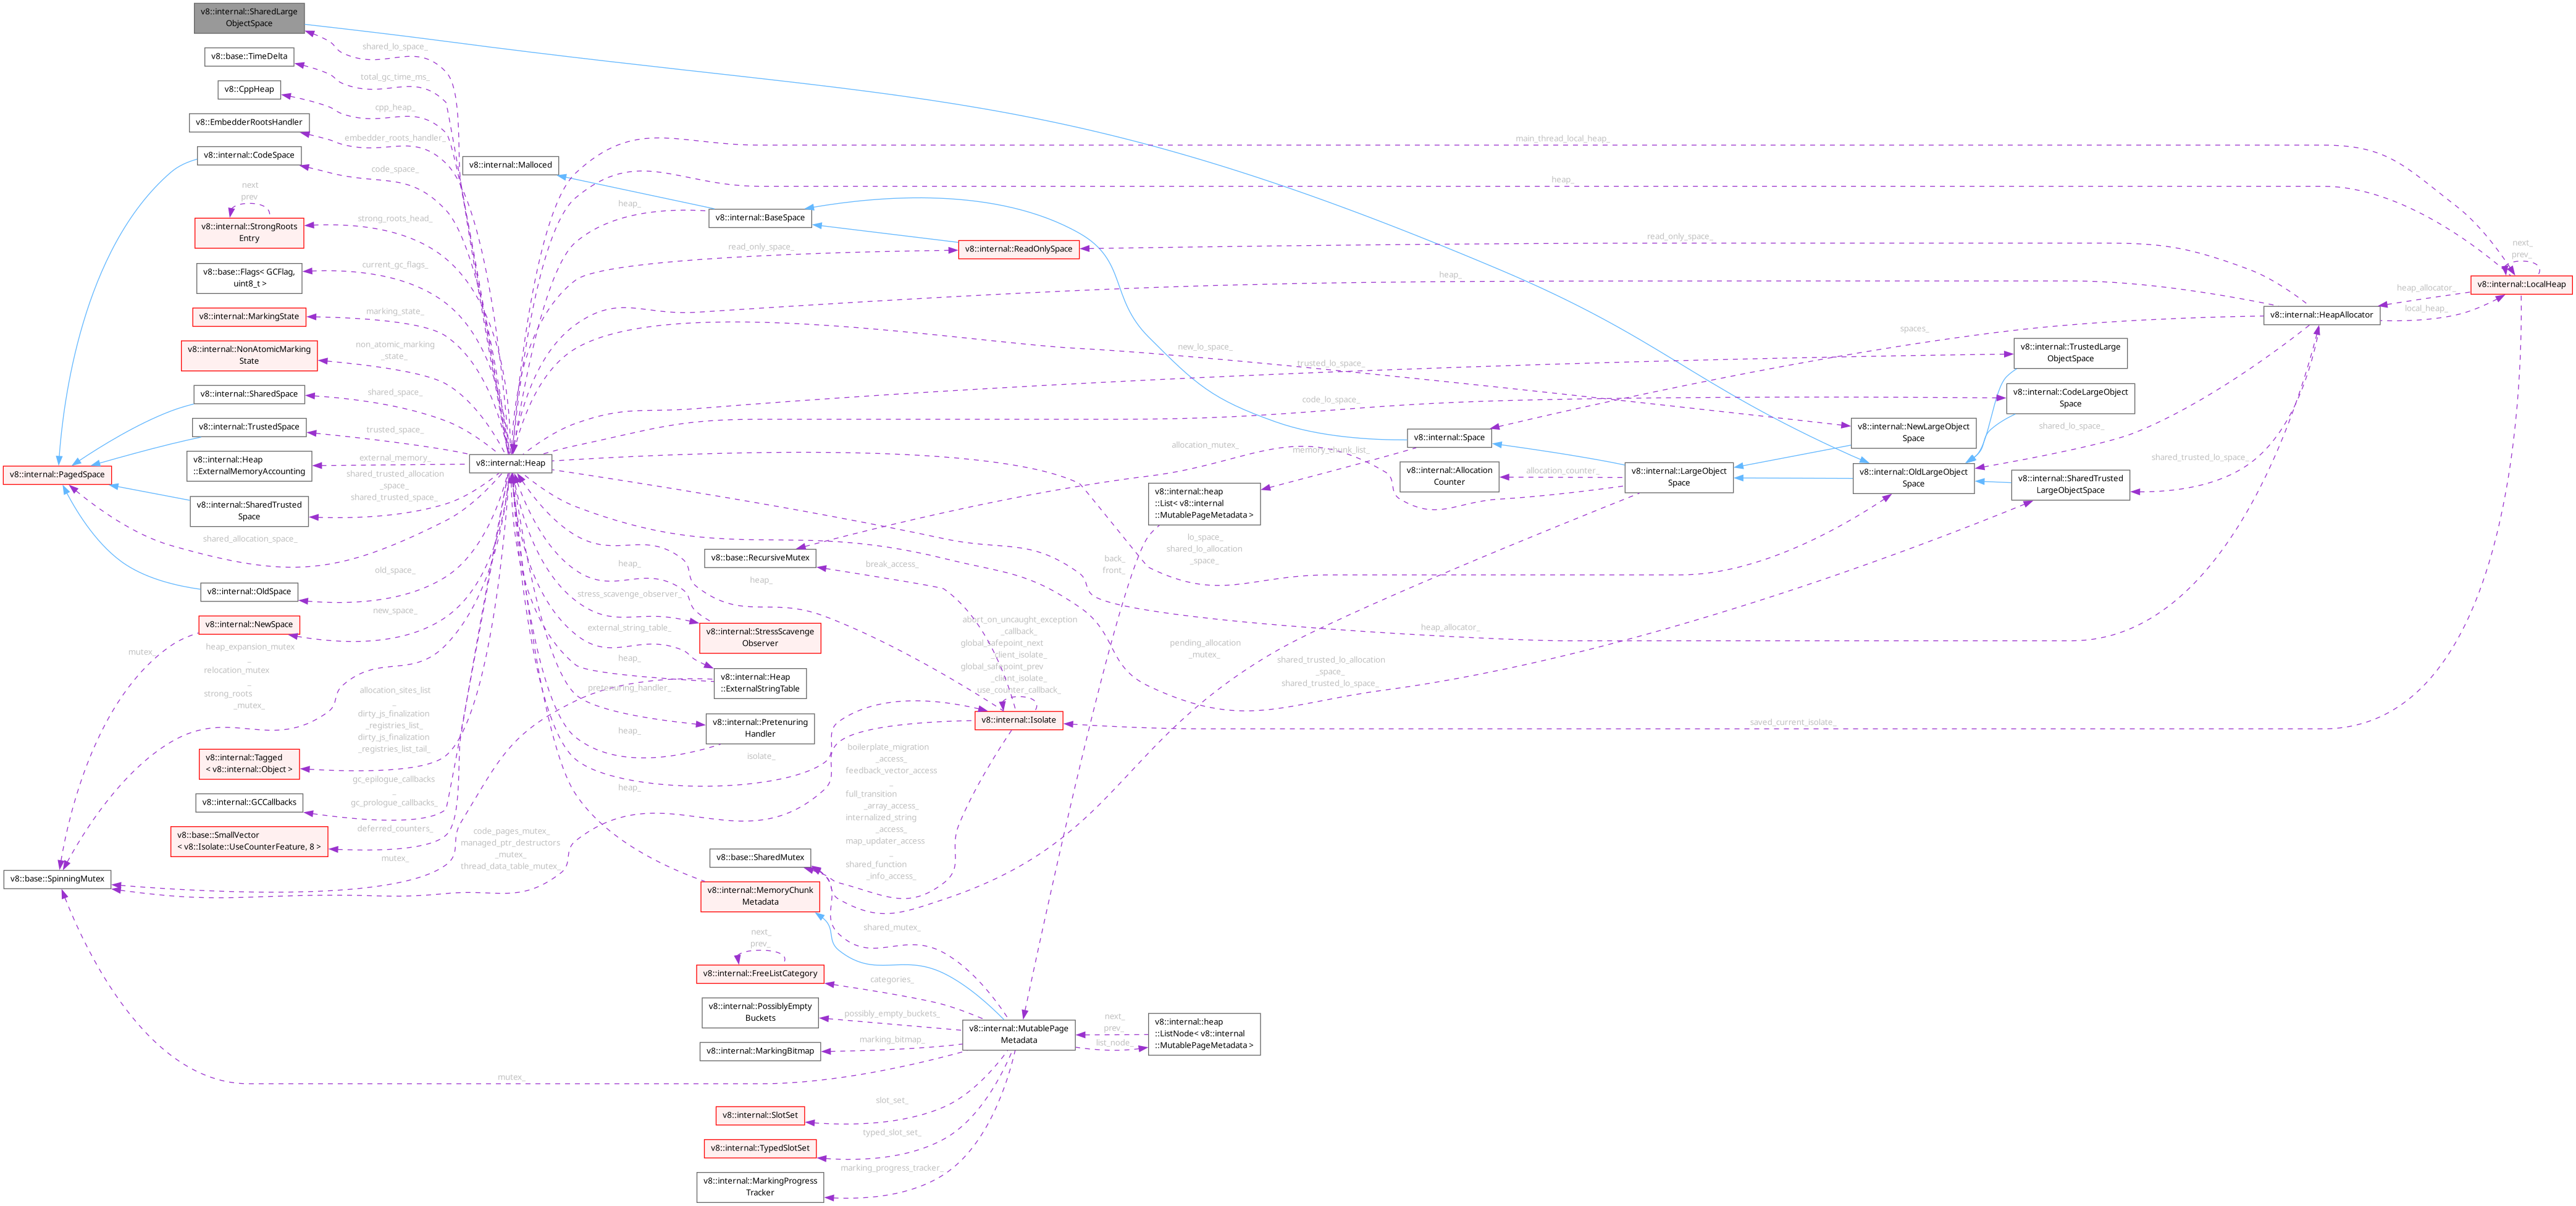 v8::internal::SharedLarge
ObjectSpace
shared_lo_space_
v8::base::TimeDelta
total_gc_time_ms_
v8::CppHeap
cpp_heap_
v8::EmbedderRootsHandler
embedder_roots_handler_
v8::internal::CodeSpace
code_space_
next
prev
v8::internal::StrongRoots
Entry
strong_roots_head_
v8::base::Flags< GCFlag,
uint8_t >
current_gc_flags_
v8::internal::MarkingState
marking_state_
v8::internal::NonAtomicMarking
State
non_atomic_marking
_state_
v8::internal::SharedSpace
shared_space_
v8::internal::TrustedSpace
trusted_space_
v8::internal::Heap
::ExternalMemoryAccounting
external_memory_
v8::internal::PagedSpace
v8::internal::SharedTrusted
Space
shared_trusted_allocation
_space_
shared_trusted_space_
shared_allocation_space_
v8::internal::OldSpace
old_space_
v8::internal::NewSpace
new_space_
mutex_
heap_expansion_mutex
_
relocation_mutex
_
strong_roots
_mutex_
v8::internal::Tagged
< v8::internal::Object >
allocation_sites_list
_
dirty_js_finalization
_registries_list_
dirty_js_finalization
_registries_list_tail_
v8::internal::GCCallbacks
gc_epilogue_callbacks
_
gc_prologue_callbacks_
v8::base::SmallVector
< v8::Isolate::UseCounterFeature, 8 >
deferred_counters_
v8::base::SpinningMutex
mutex_
code_pages_mutex_
managed_ptr_destructors
_mutex_
thread_data_table_mutex_
mutex_
v8::internal::Heap
v8::internal::Malloced
v8::internal::BaseSpace
heap_
read_only_space_
v8::internal::ReadOnlySpace
v8::base::RecursiveMutex
break_access_
heap_
heap_
stress_scavenge_observer_
v8::internal::StressScavenge
Observer
external_string_table_
heap_
v8::internal::Heap
::ExternalStringTable
pretenuring_handler_
v8::internal::Pretenuring
Handler
heap_
isolate_
heap_
abort_on_uncaught_exception
_callback_
global_safepoint_next
_client_isolate_
global_safepoint_prev
_client_isolate_
use_counter_callback_
v8::internal::Isolate
boilerplate_migration
_access_
feedback_vector_access
_
full_transition
_array_access_
internalized_string
_access_
map_updater_access
_
shared_function
_info_access_
v8::base::SharedMutex
v8::internal::MemoryChunk
Metadata
shared_mutex_
next_
prev_
v8::internal::FreeListCategory
categories_
v8::internal::PossiblyEmpty
Buckets
possibly_empty_buckets_
v8::internal::MarkingBitmap
marking_bitmap_
v8::internal::SlotSet
slot_set_
v8::internal::TypedSlotSet
typed_slot_set_
v8::internal::MarkingProgress
Tracker
marking_progress_tracker_
v8::internal::MutablePage
Metadata
next_
prev_
list_node_
v8::internal::heap
::ListNode< v8::internal
::MutablePageMetadata >
back_
front_
v8::internal::heap
::List< v8::internal
::MutablePageMetadata >
lo_space_
shared_lo_allocation
_space_
pending_allocation
_mutex_
shared_trusted_lo_allocation
_space_
shared_trusted_lo_space_
allocation_mutex_
memory_chunk_list_
new_lo_space_
trusted_lo_space_
code_lo_space_
v8::internal::Space
v8::internal::Allocation
Counter
allocation_counter_
v8::internal::LargeObject
Space
main_thread_local_heap_
heap_
read_only_space_
heap_
spaces_
heap_allocator_
saved_current_isolate_
v8::internal::NewLargeObject
Space
v8::internal::OldLargeObject
Space
v8::internal::TrustedLarge
ObjectSpace
v8::internal::CodeLargeObject
Space
shared_lo_space_
v8::internal::SharedTrusted
LargeObjectSpace
shared_trusted_lo_space_
v8::internal::HeapAllocator
heap_allocator_
local_heap_
next_
prev_
v8::internal::LocalHeap